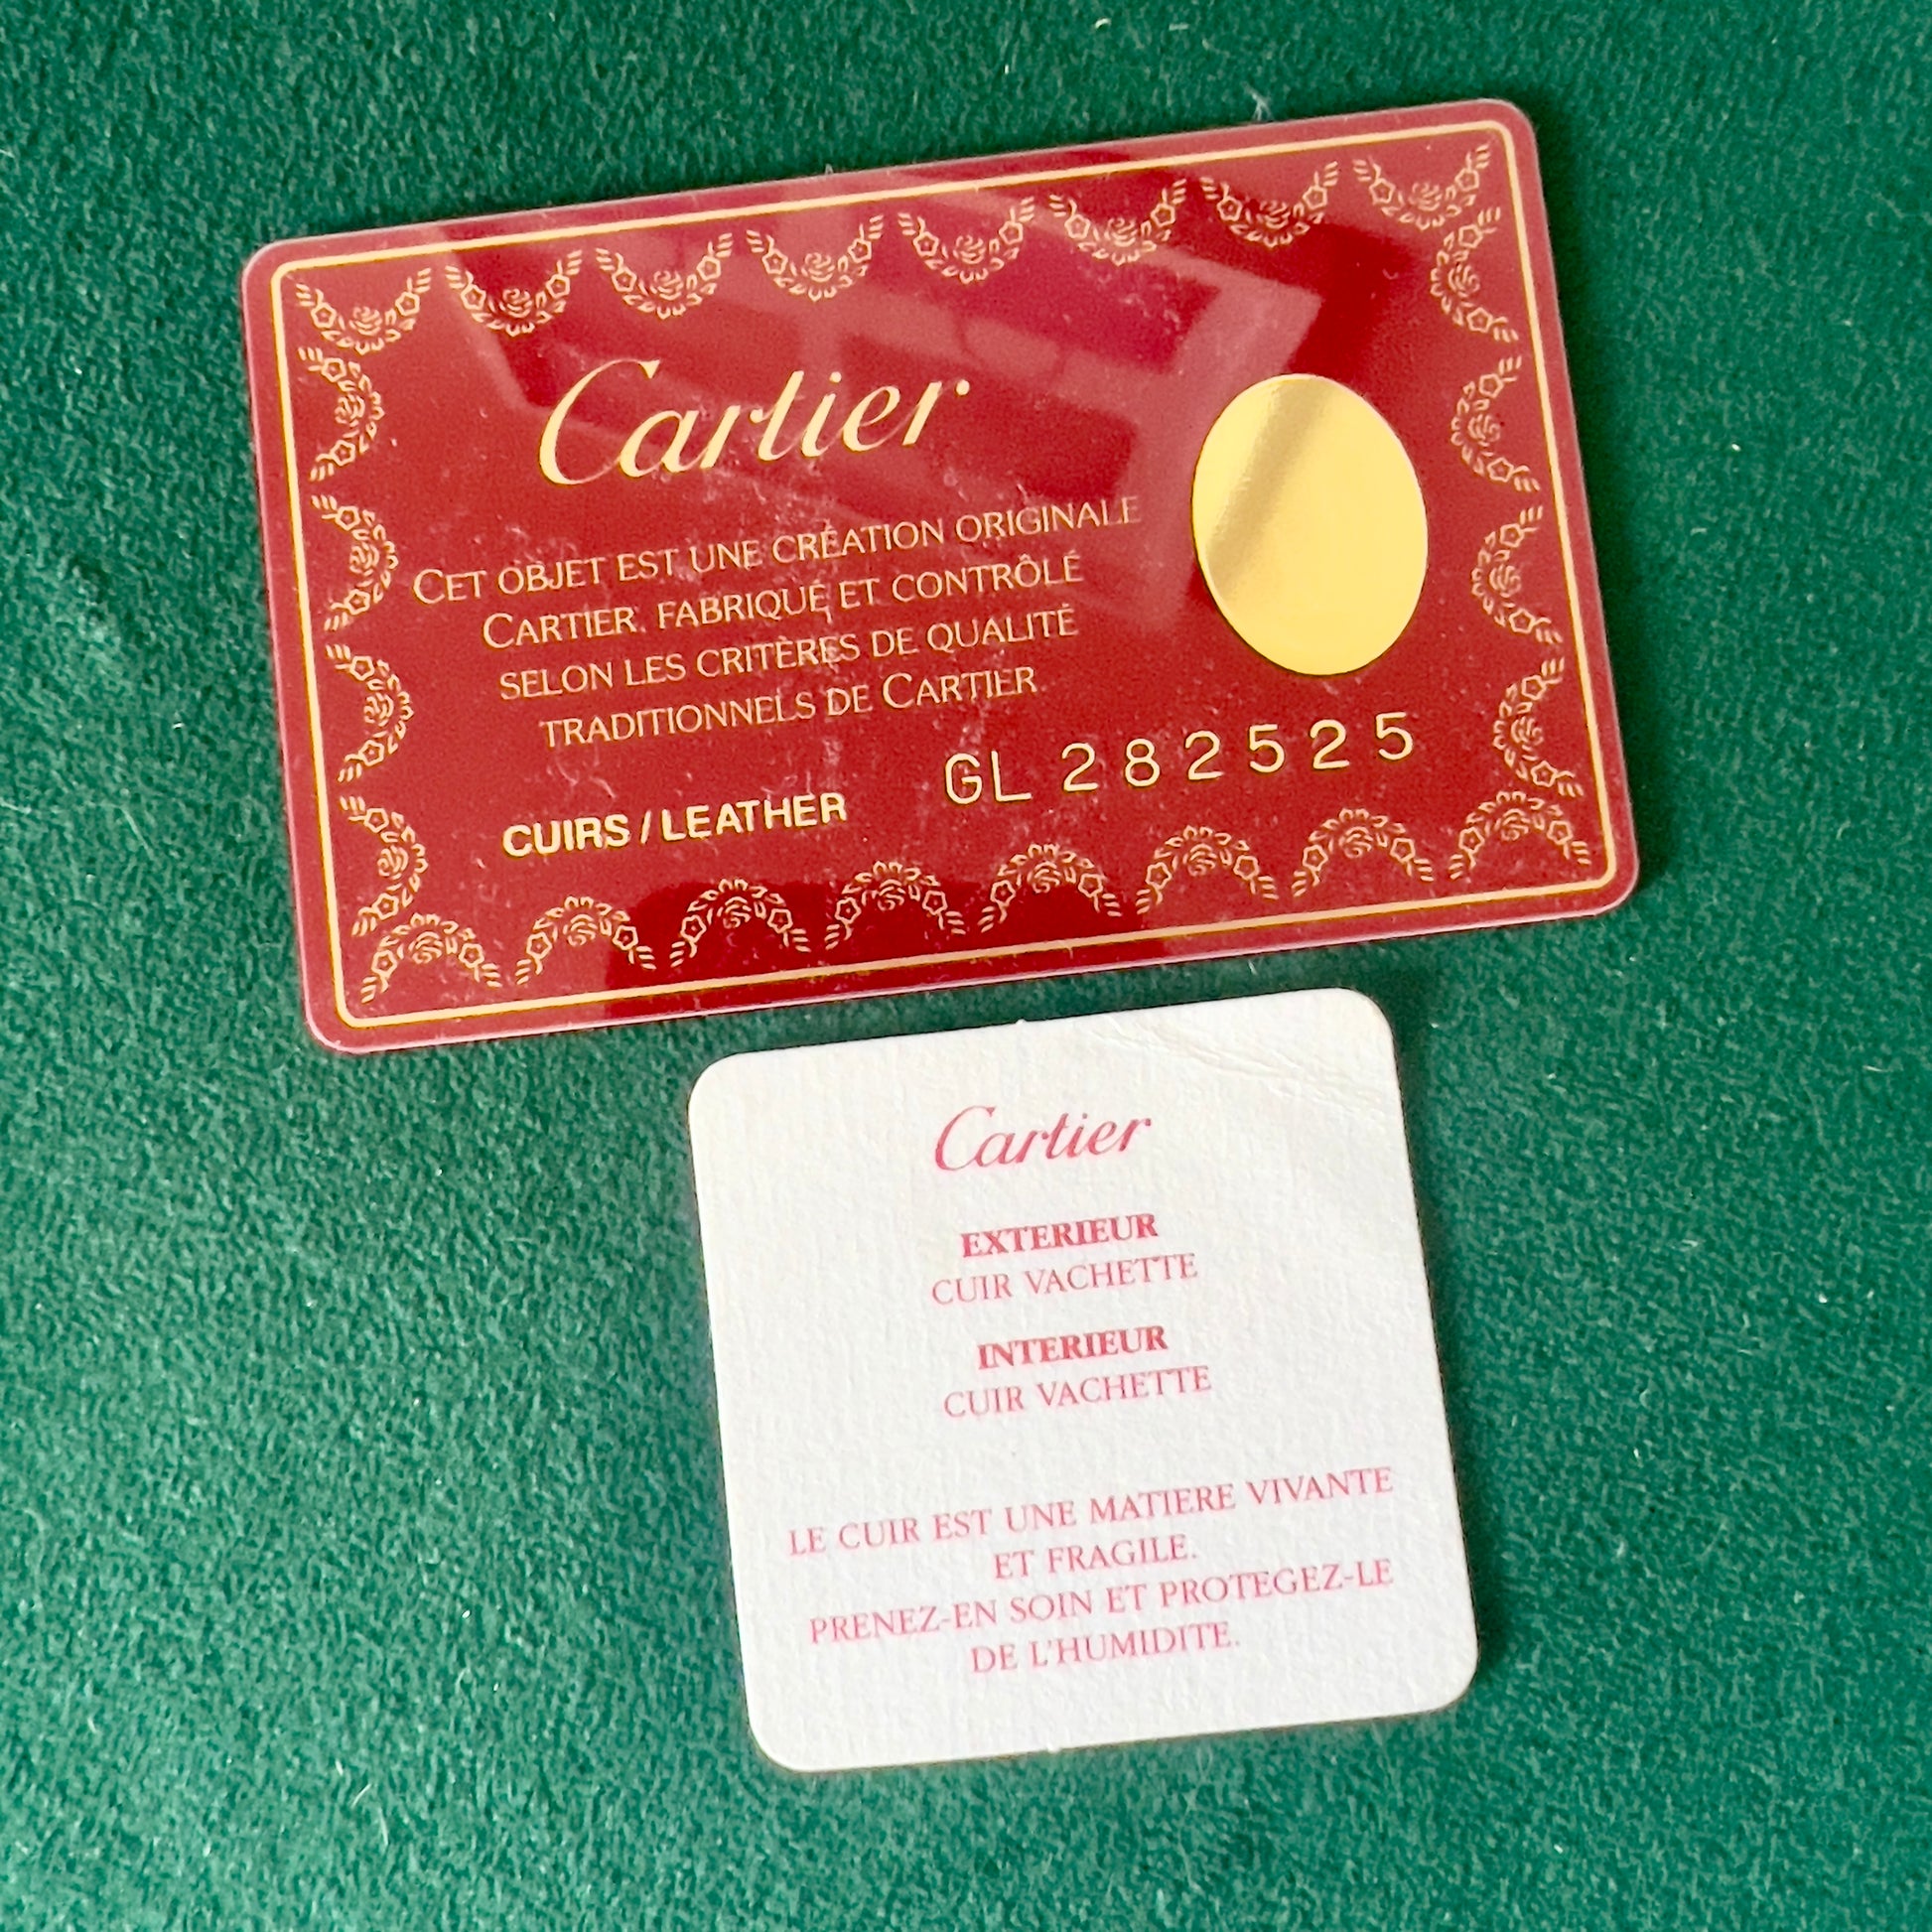 Cartier
CET OBJET EST UNE CRÉATION ORIGINALE
CARTIER. FABRIQUÉ ET CONTRÔLÉ
SELON LES CRITÈRES DE QUALITÉ
TRADITIONNELS DE CARTIER.
CUIRS / LEATHER
GL 282525
Cartier
EXTERIEUR
CUIR VACHETTE
INTERIEUR
CUIR VACHETTE
LE CUIR EST UNE MATIERE VIVANTE
ET FRAGILE.
PRENEZ-EN SOIN ET PROTEGEZ-LE
DE L'HUMIDITE.